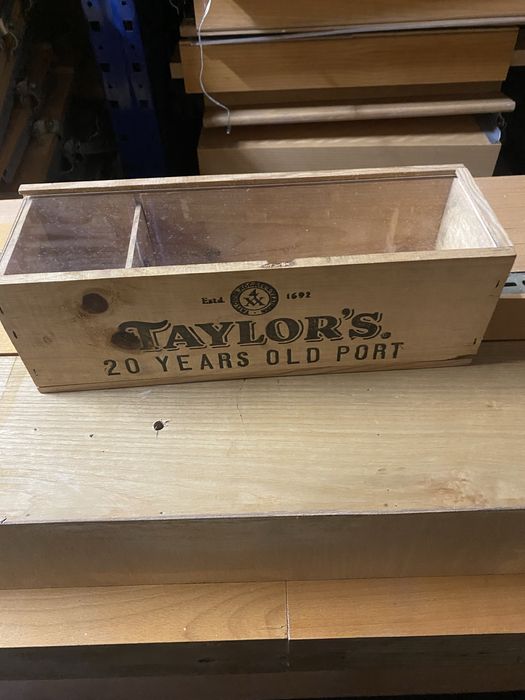 Estd. 1692
TAYLOR'S.
20 YEARS OLD PORT